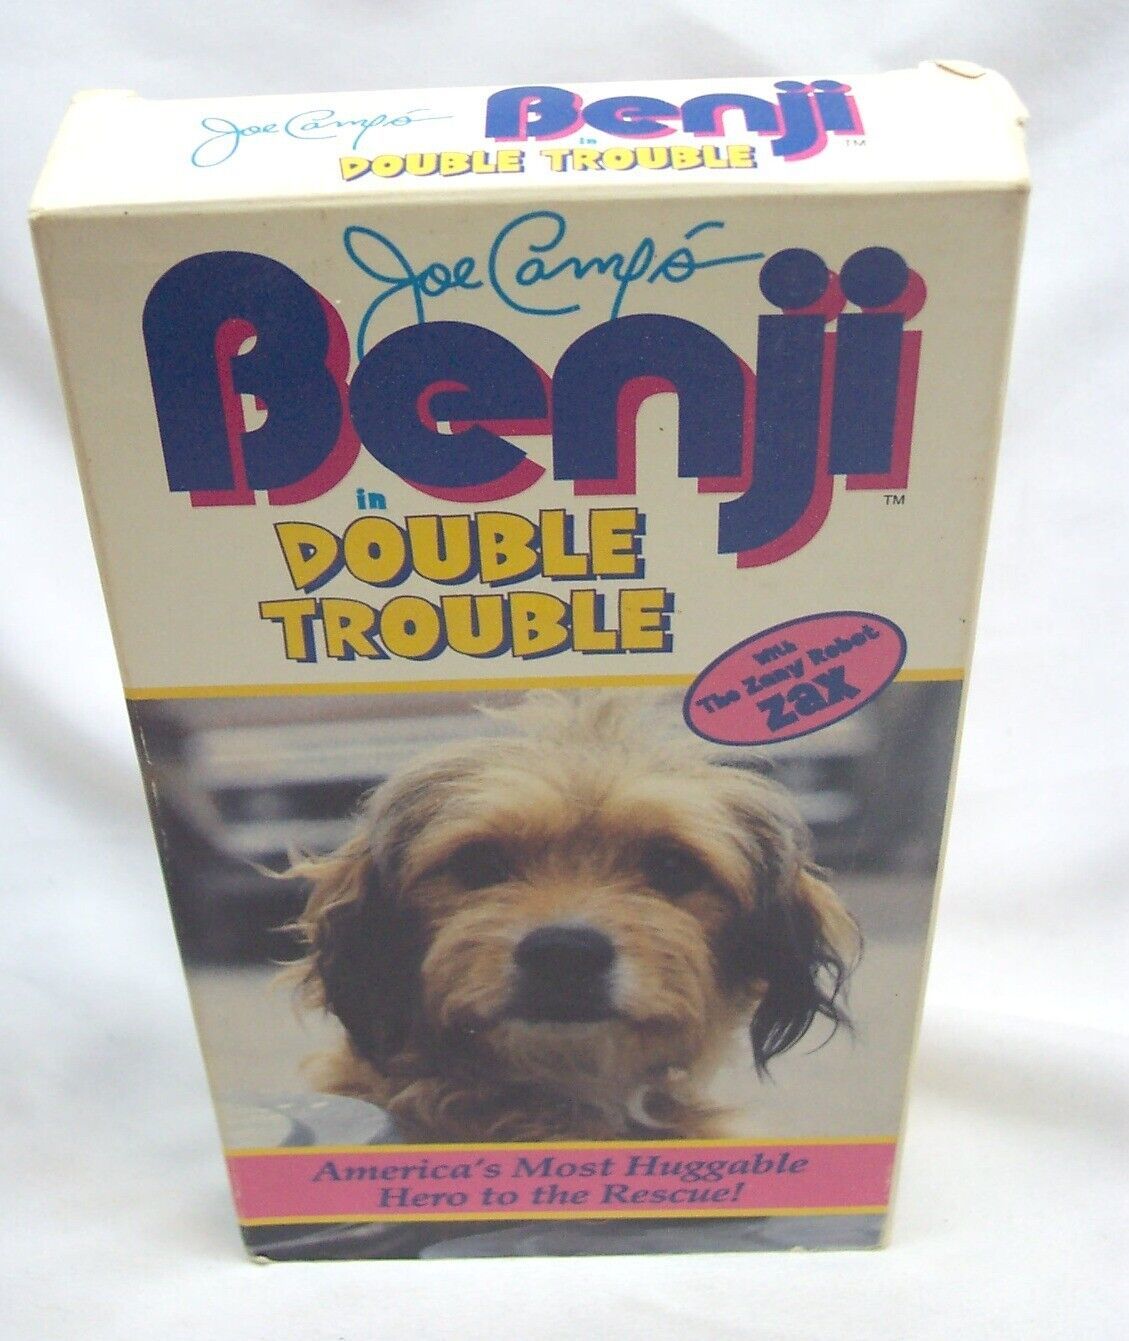 Joe Camp's
Benji
TM
in
DOUBLE TROUBLE
Joe Camp's
Benji
TM
in
DOUBLE
TROUBLE
With
The Zany Robot
Zax
America's Most Huggable
Hero to the Rescue!